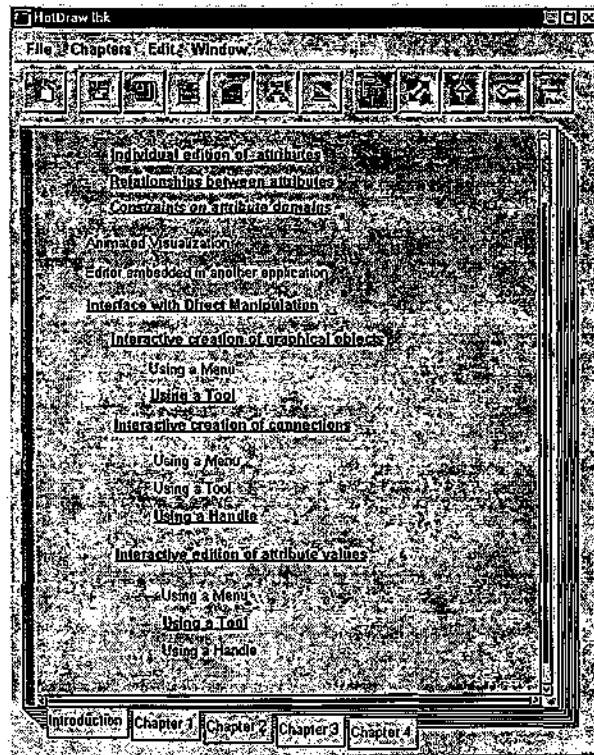 HotDraw.thk
File Chapters Edit Window
Individual edition of attributes
Relationships between attributes
Constraints on attribute domains
Animated Visualization
Editor embedded in another application
Interface with Direct Manipulation
Interactive creation of graphical objects
Using a Menu
Using a Tool
Interactive creation of connections
Using a Menu
Using a Tool
Using a Handle
Interactive edition of attribute values
Using a Menu
Using a Tool
Using a Handle
Introduction Chapter 1 Chapter 2 Chapter 3 Chapter 4